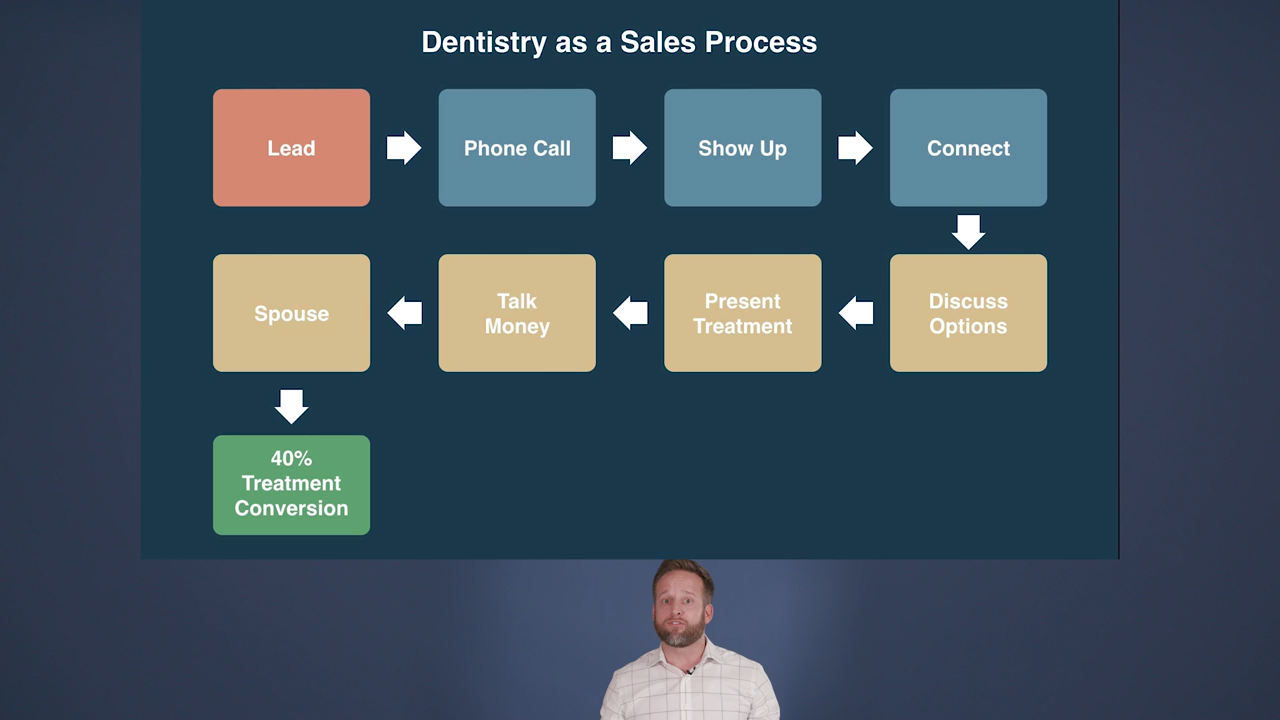 Dentistry as a Sales Process
Lead
Phone Call
Show Up
Connect
Spouse
Talk
Money
Present
Treatment
Discuss
Options
40%
Treatment
Conversion